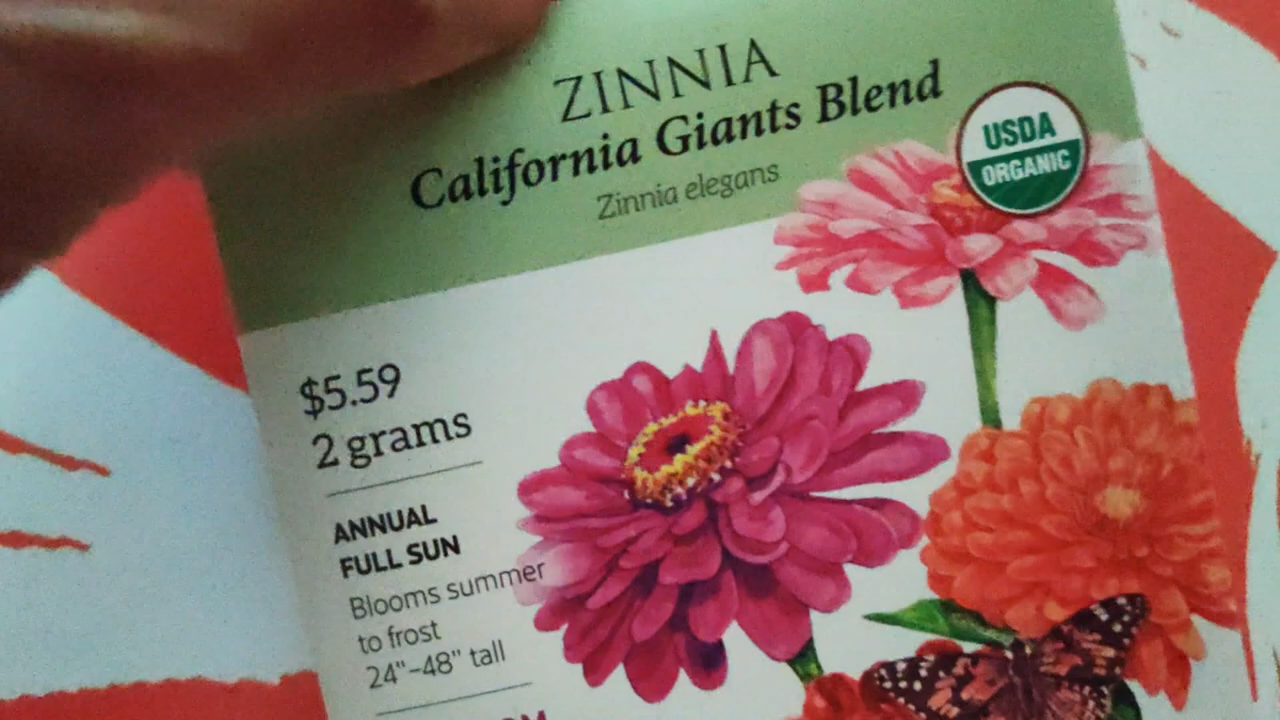 ZINNIA
California Giants Blend
Zinnia elegans
USDA
ORGANIC
$5.59
2 grams
ANNUAL
FULL SUN
Blooms summer
to frost
24"–48" tall